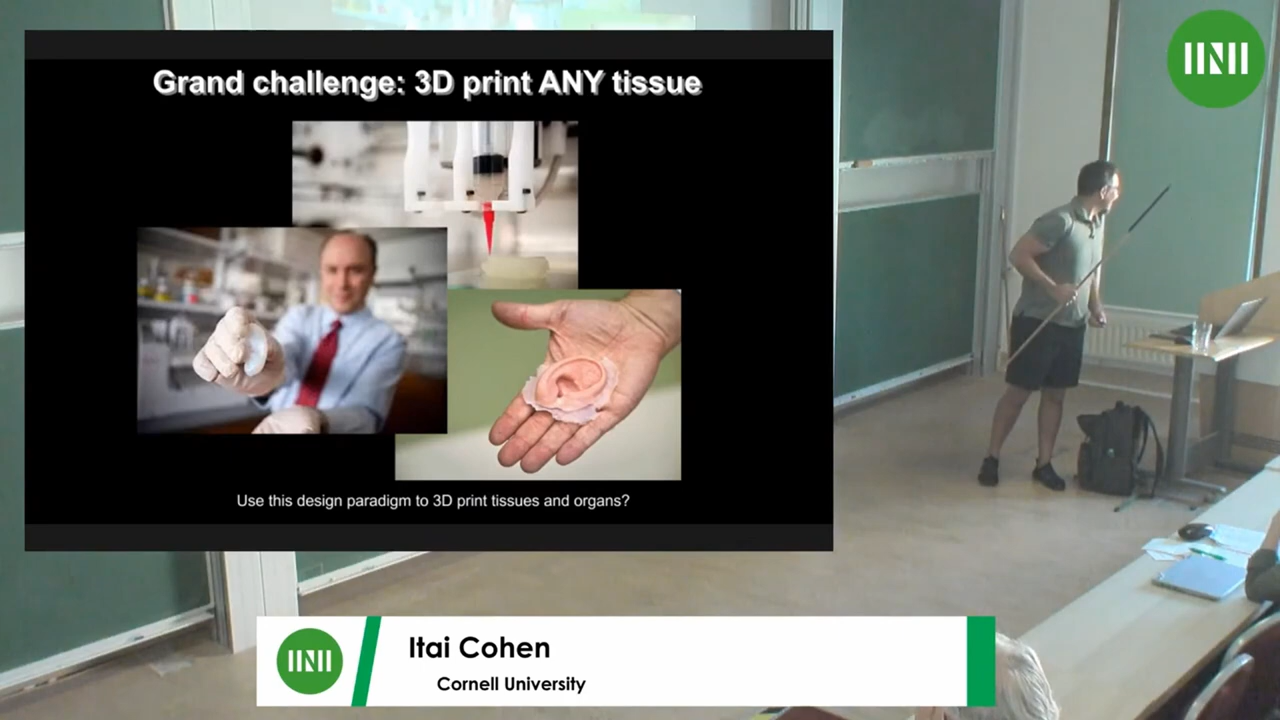 Grand challenge: 3D print ANY tissue
Use this design paradigm to 3D print tissues and organs?
Itai Cohen
Cornell University